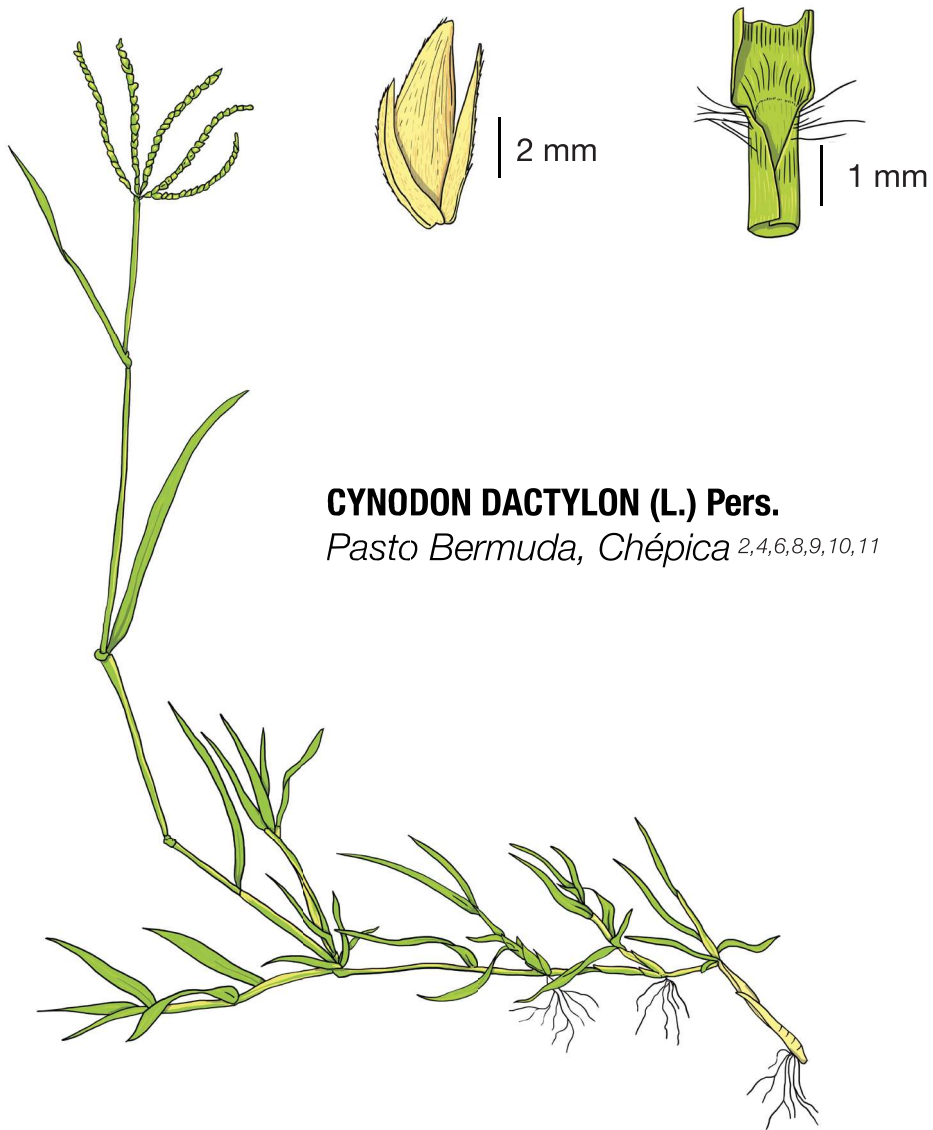 2 mm
1 mm
CYNODON DACTYLON (L.) Pers.
Pasto Bermuda, Chépica 2,4,6,8,9,10,11